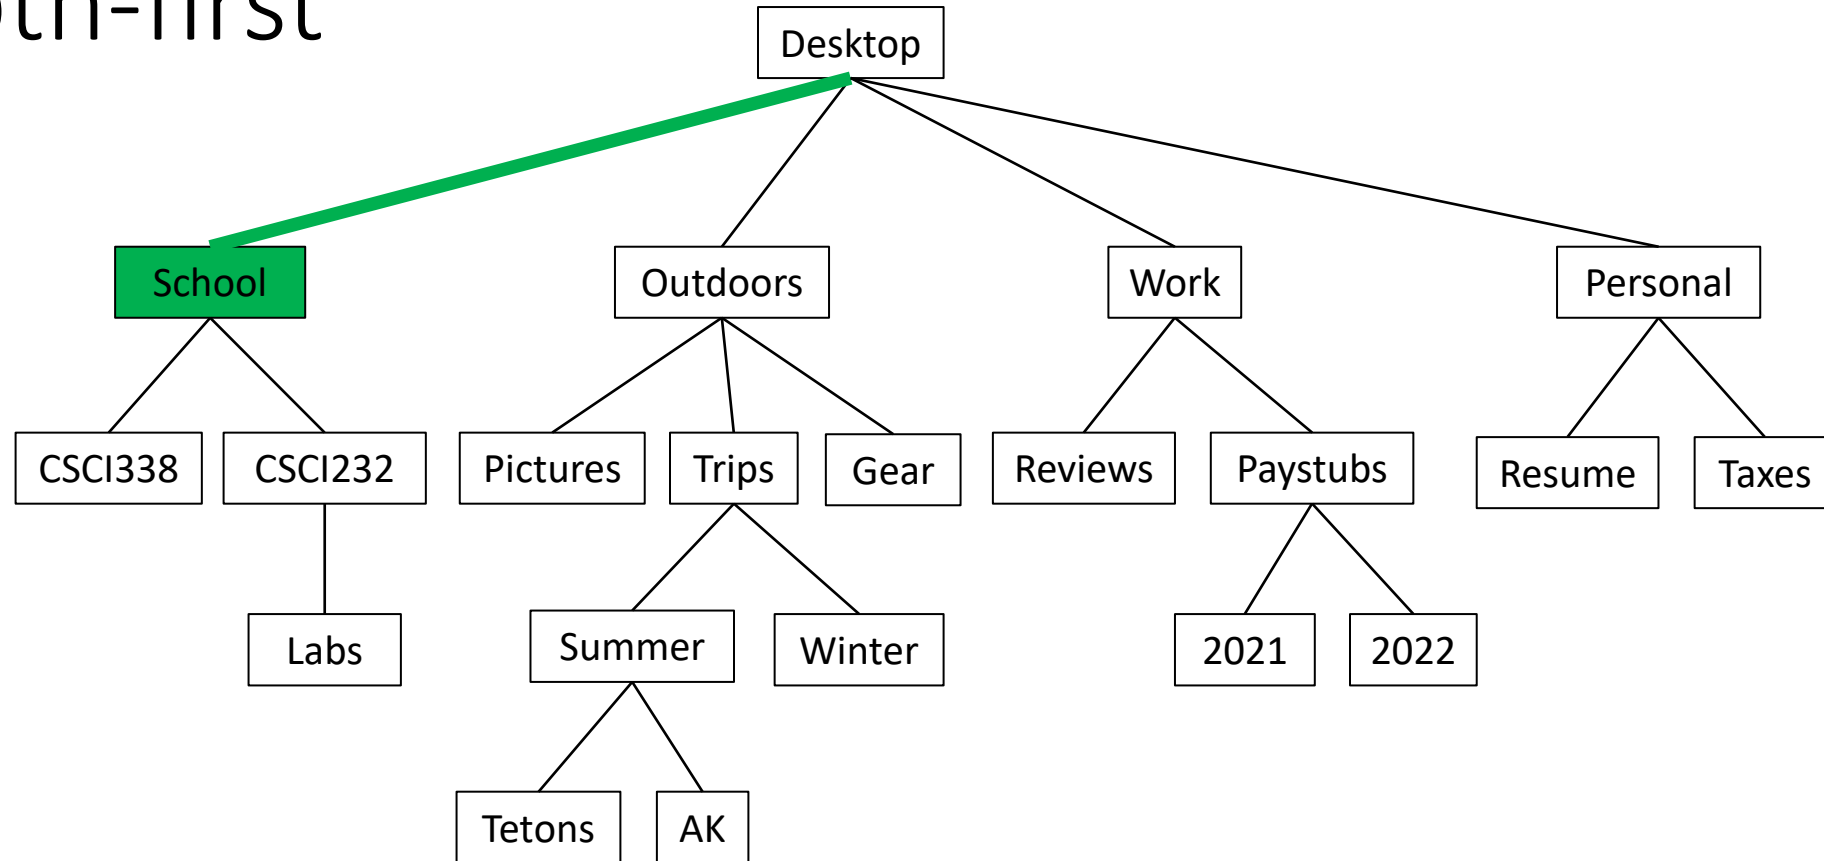 Desktop
School Outdoors Work Personal
CSCI338 CSCI232 Pictures Trips Gear Reviews Paystubs Resume Taxes
Labs Summer Winter 2021 2022
Tetons AK